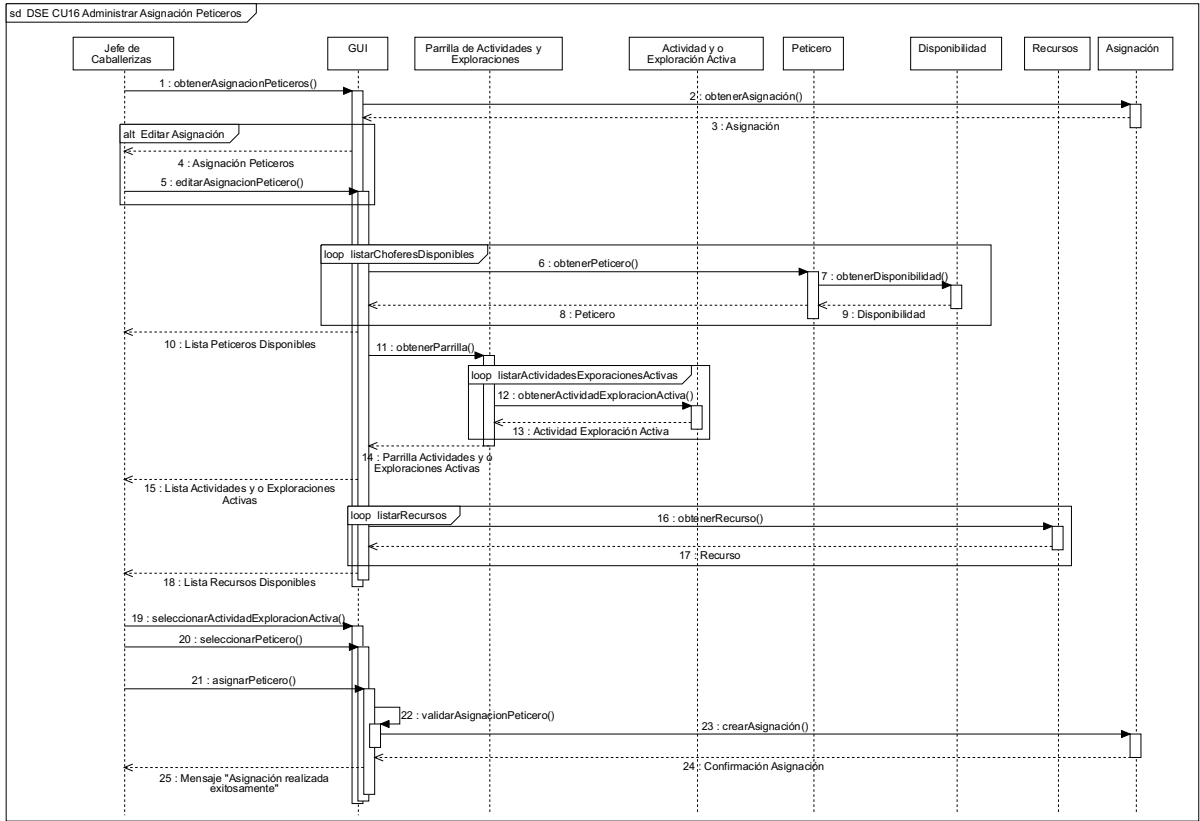 sd DSE CU16 Administrar Asignación Peticeros
Jefe de
Caballerizas
GUI
Parrilla de Actividades y
Exploraciones
Actividad y o
Exploración Activa
Peticero
Disponibilidad
Recursos
Asignación
1 : obtenerAsignacionPeticeros()
2 : obtenerAsignación()
3 : Asignación
alt Editar Asignación
4 : Asignación Peticeros
5 : editarAsignacionPeticero()
loop listarChoferesDisponibles
6 : obtenerPeticero()
7 : obtenerDisponibilidad()
8 : Peticero
9 : Disponibilidad
10 : Lista Peticeros Disponibles
11 : obtenerParrilla()
loop listarActividadesExporacionesActivas
12 : obtenerActividadExploracionActiva()
13 : Actividad Exploración Activa
14 : Parrilla Actividades y o
Exploraciones Activas
15 : Lista Actividades y o Exploraciones
Activas
loop listarRecursos
16 : obtenerRecurso()
17 : Recurso
18 : Lista Recursos Disponibles
19 : seleccionarActividadExploracionActiva()
20 : seleccionarPeticero()
21 : asignarPeticero()
22 : validarAsignacionPeticero()
23 : crearAsignación()
24 : Confirmación Asignación
25 : Mensaje "Asignación realizada
exitosamente"